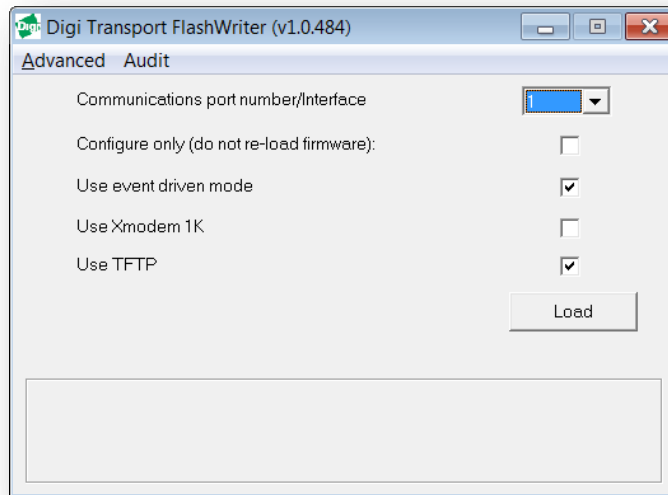 Digi Digi Transport FlashWriter (v1.0.484)
Advanced Audit
Communications port number/Interface 1
Configure only (do not re-load firmware):
Use event driven mode
Use Xmodem 1K
Use TFTP
Load